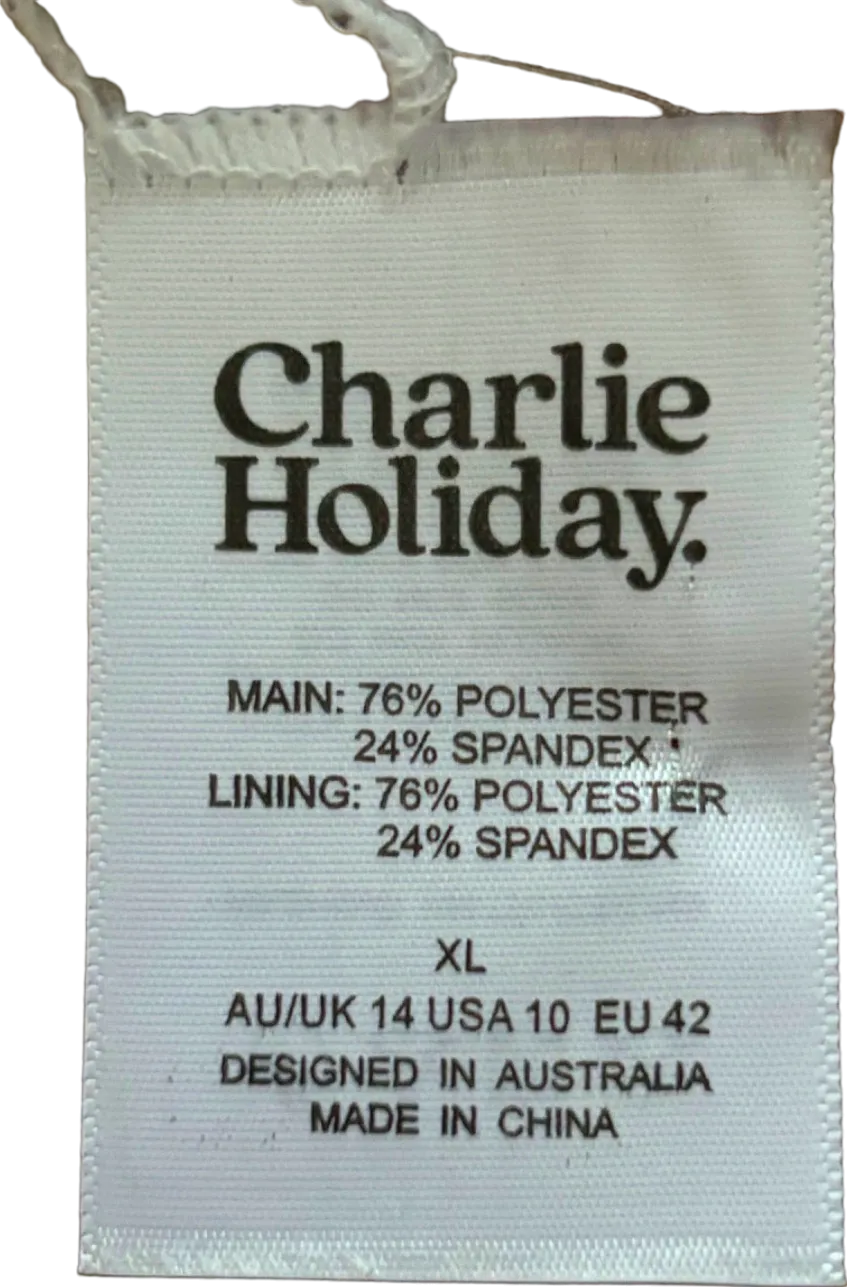 Charlie
Holiday.
MAIN: 76% POLYESTER
24% SPANDEX
LINING: 76% POLYESTER
24% SPANDEX
XL
AU/UK 14 USA 10 EU 42
DESIGNED IN AUSTRALIA
MADE IN CHINA